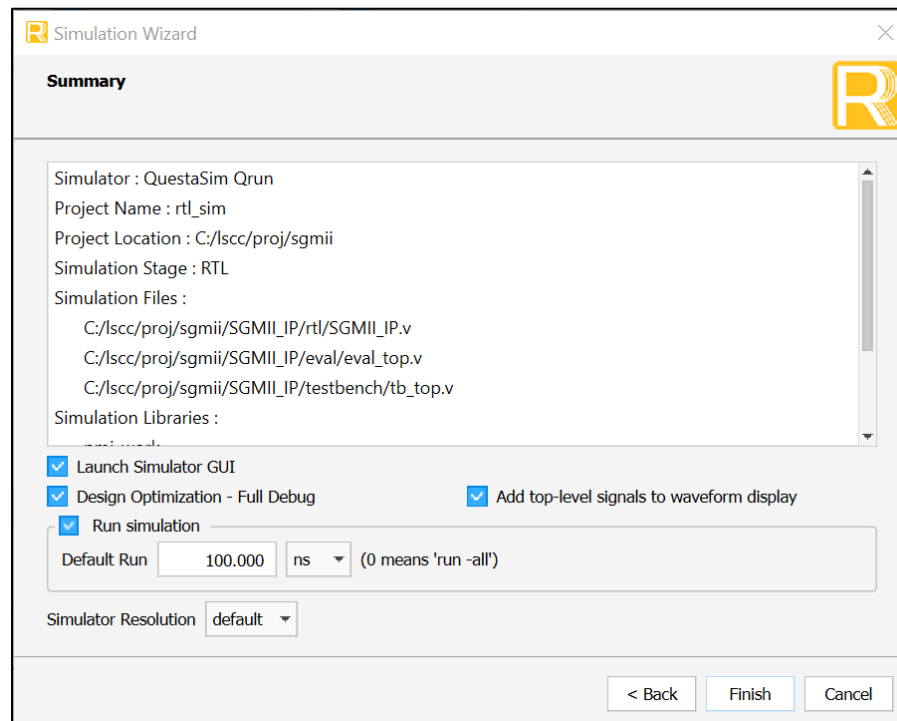 Simulation Wizard
Summary
Simulator : QuestaSim Qrun
Project Name : rtl_sim
Project Location : C:/lscc/proj/sgmii
Simulation Stage : RTL
Simulation Files :
C:/lscc/proj/sgmii/SGMII_IP/rtl/SGMII_IP.v
C:/lscc/proj/sgmii/SGMII_IP/eval/eval_top.v
C:/lscc/proj/sgmii/SGMII_IP/testbench/tb_top.v
Simulation Libraries :
Launch Simulator GUI
Design Optimization - Full Debug Add top-level signals to waveform display
Run simulation
Default Run 100.000 ns (0 means 'run -all')
Simulator Resolution default
< Back Finish Cancel